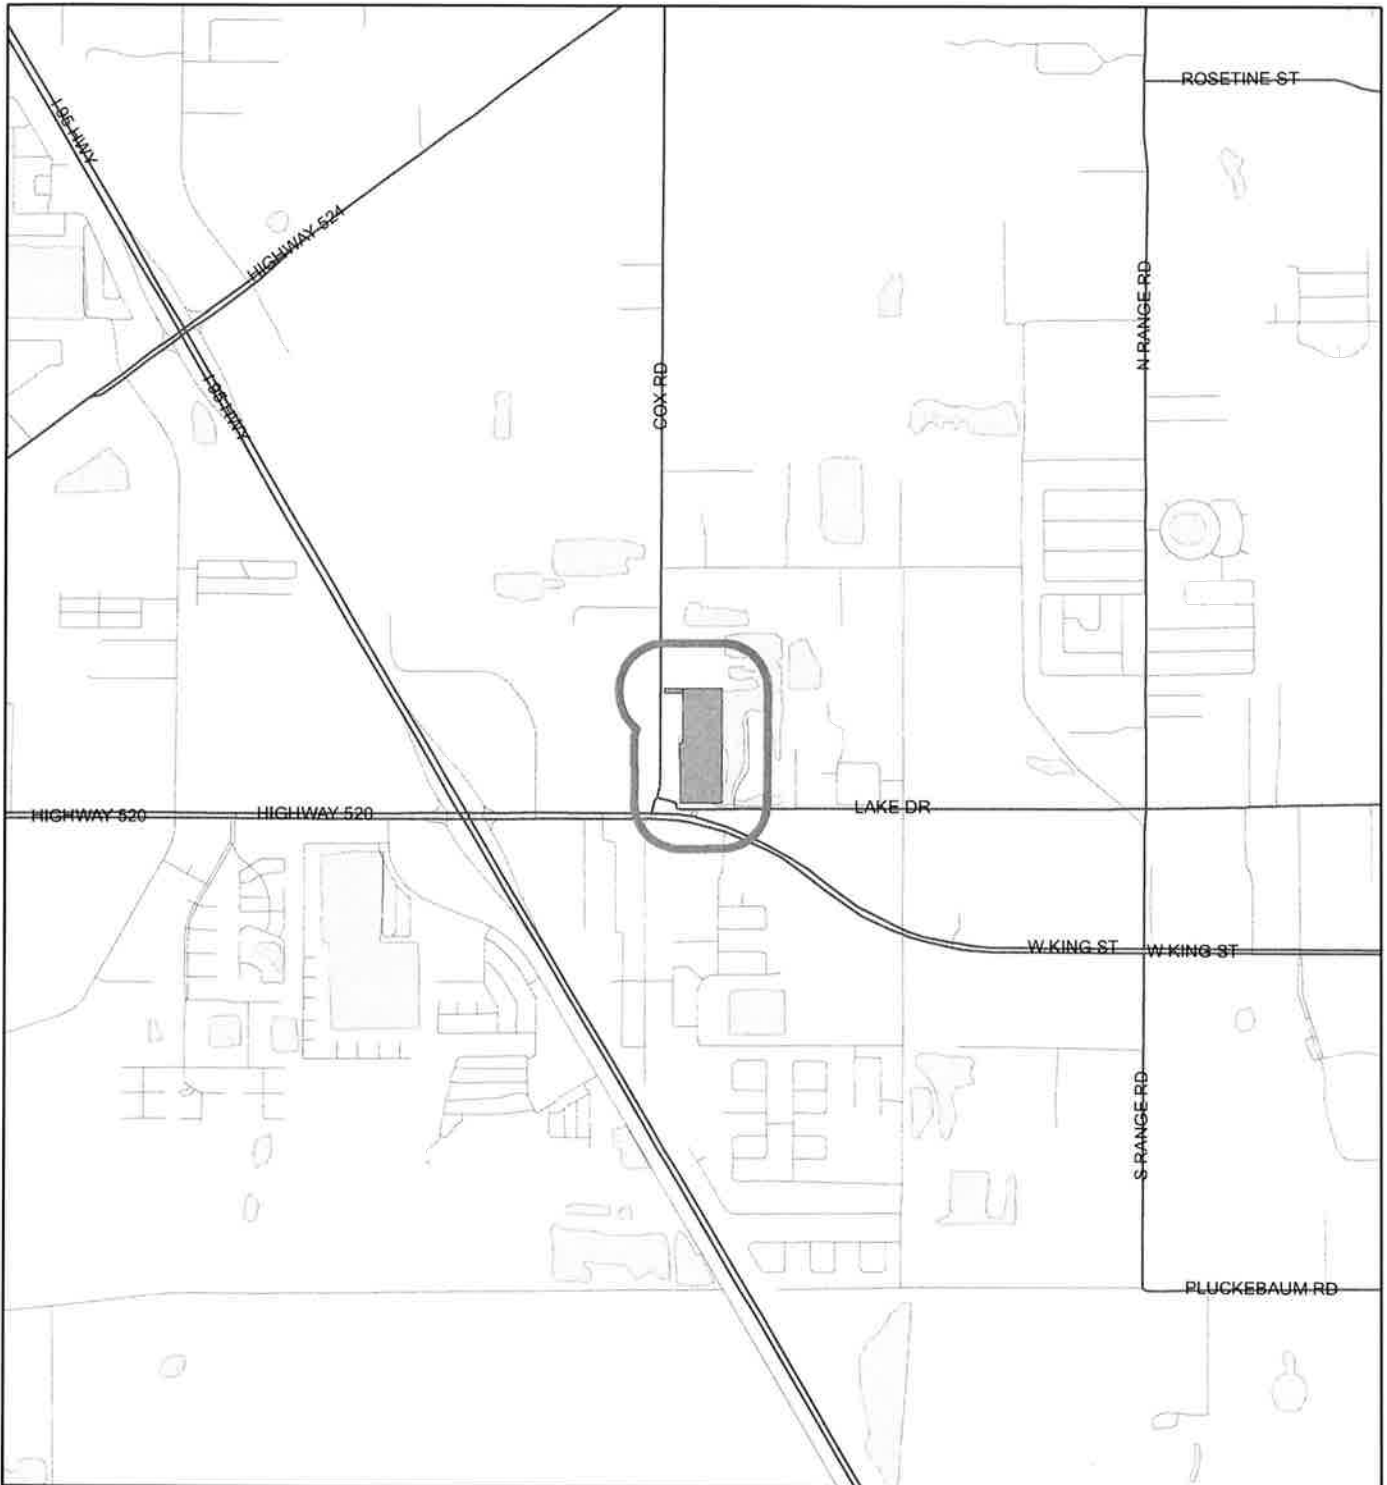 ROSETINE ST
I 95 HWY
HIGHWAY 524
N RANGE RD
COX RD
I 95 HWY
HIGHWAY 520
HIGHWAY 520
LAKE DR
W KING ST
W KING ST
S RANGE RD
PLUCKEBAUM RD